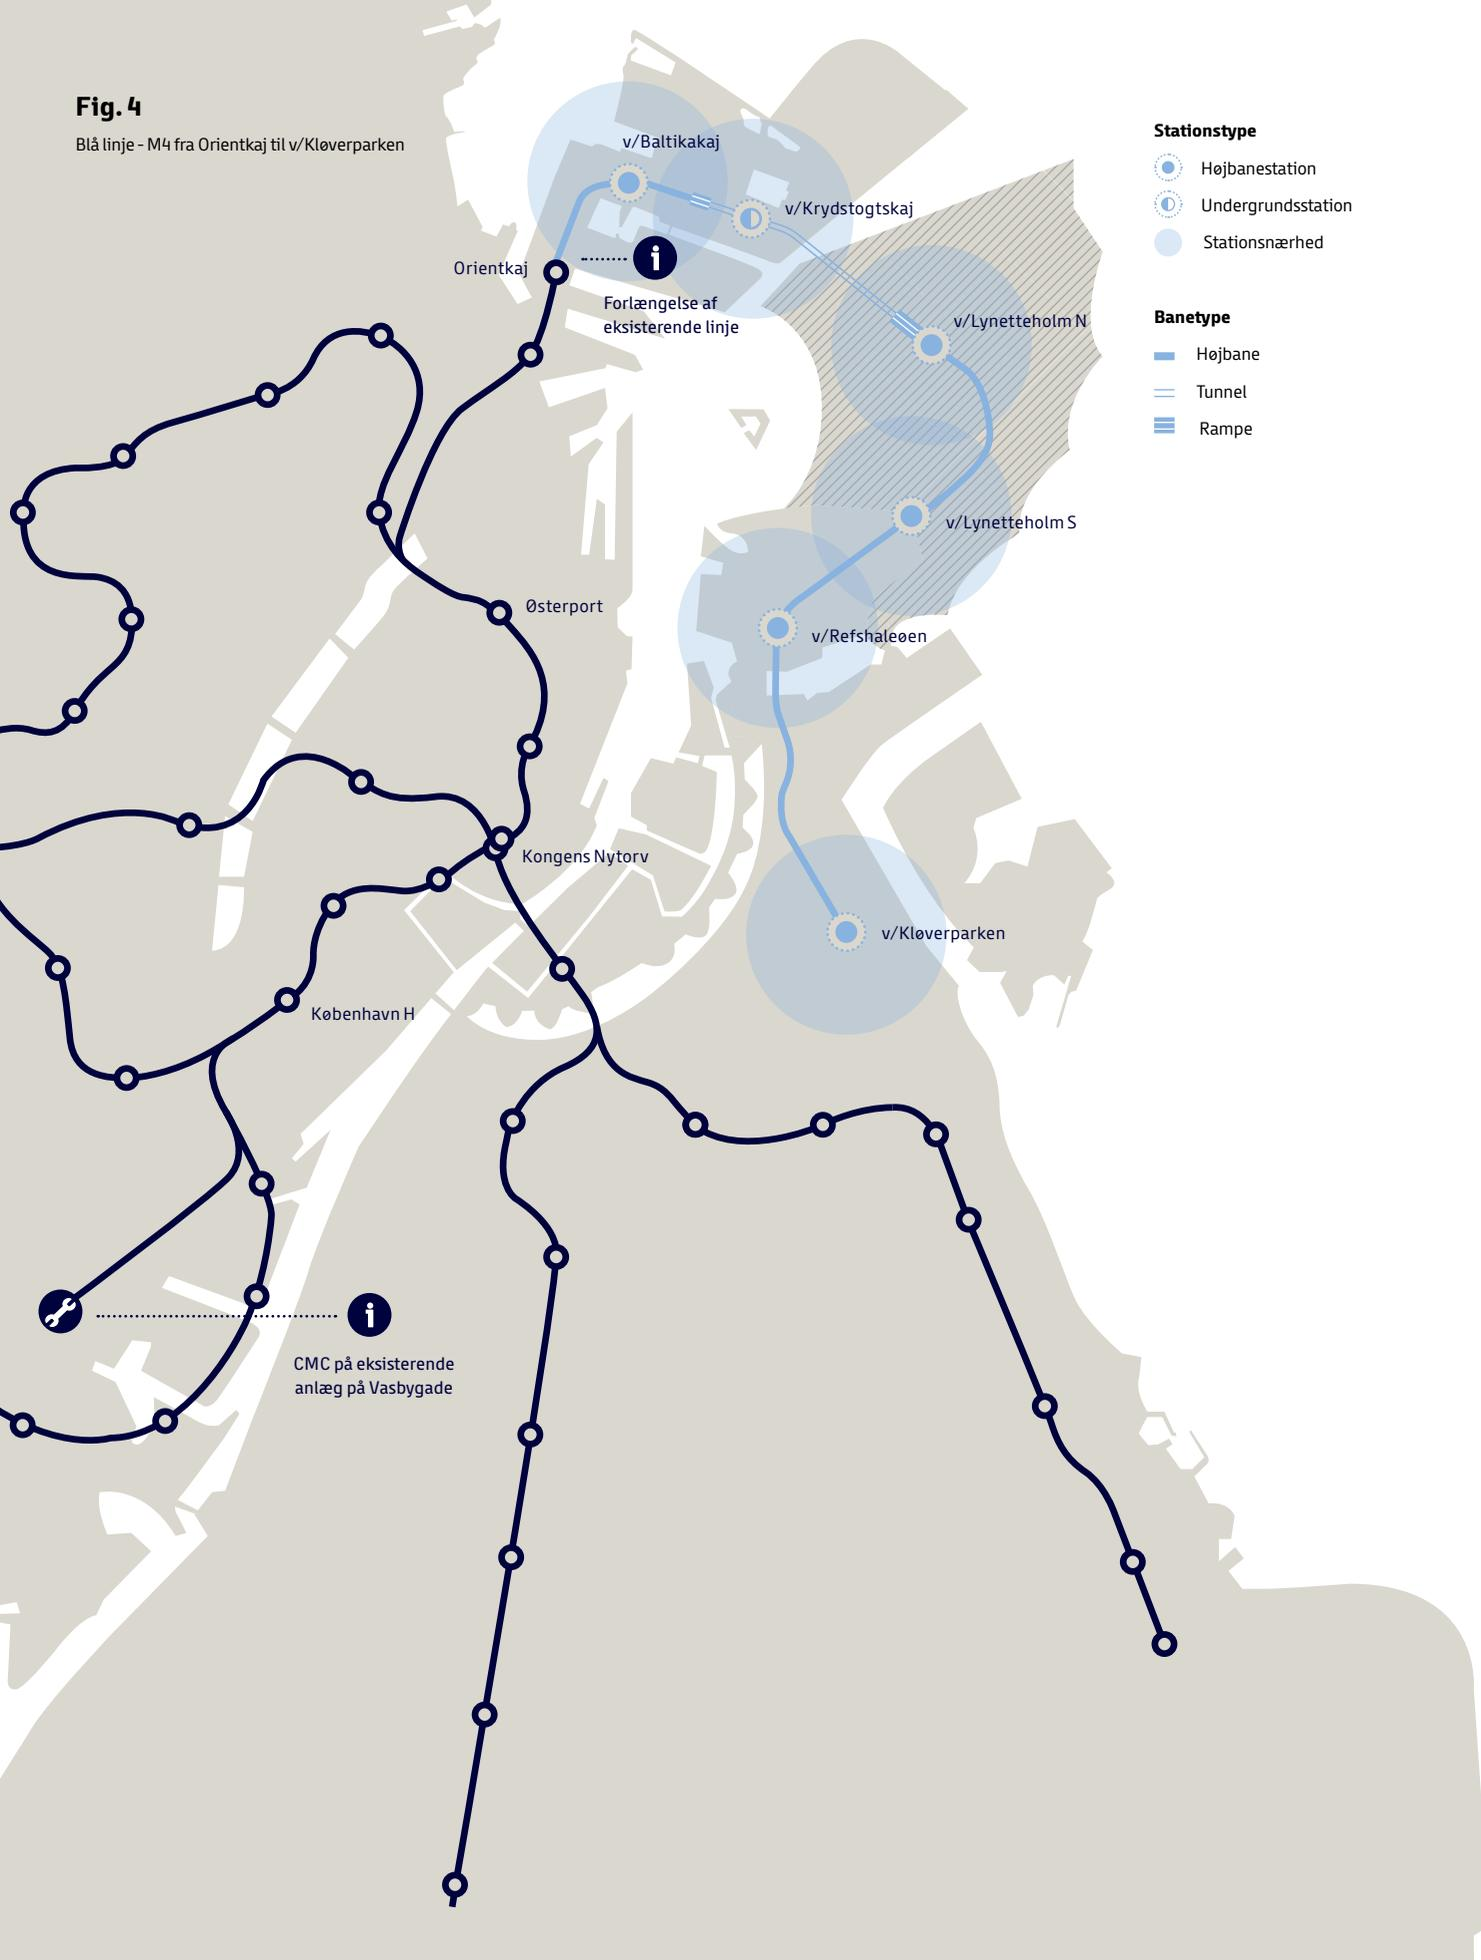 Fig. 4
Blå linje - M4 fra Orientkaj til v/Kløverparken
Stationstype
Højbanestation
Undergrundsstation
Stationsnærhed
Banetype
Højbane
Tunnel
Rampe
v/Baltikakaj
v/Krydstogtskaj
Orientkaj
i
Forlængelse af
eksisterende linje
v/Lynetteholm N
v/Lynetteholm S
Østerport
v/Refshaleøen
Kongens Nytorv
v/Kløverparken
København H
i
CMC på eksisterende
anlæg på Vasbygade